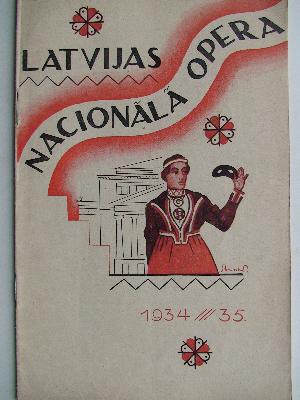 LATVIJAS
NACIONĀLĀ OPERA
1934 /// 35.